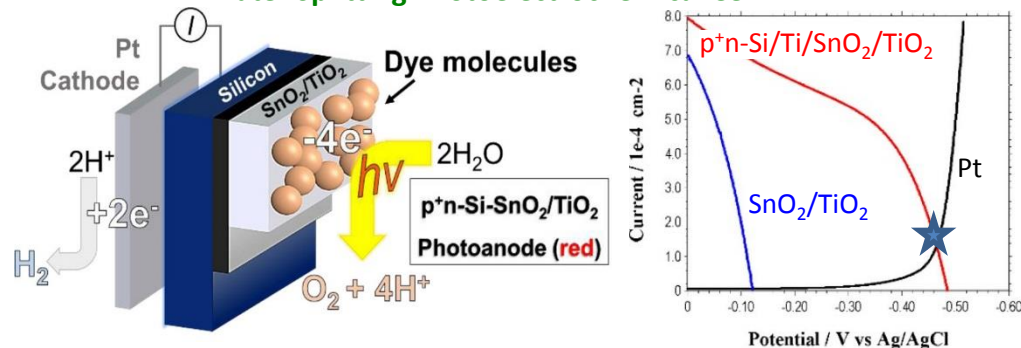 Pt
Cathode
I
Silicon
SnO2/TiO2
Dye molecules
-4e-
hν
2H+
+2e-
H2
2H2O
p+n-Si-SnO2/TiO2
Photoanode (red)
O2 + 4H+
p+n-Si/Ti/SnO2/TiO2
SnO2/TiO2
Pt
Current / 1e-4 cm-2
8.0
7.0
6.0
5.0
4.0
3.0
2.0
1.0
0
0 -0.10 -0.20 -0.30 -0.40 -0.50 -0.60
Potential / V vs Ag/AgCl